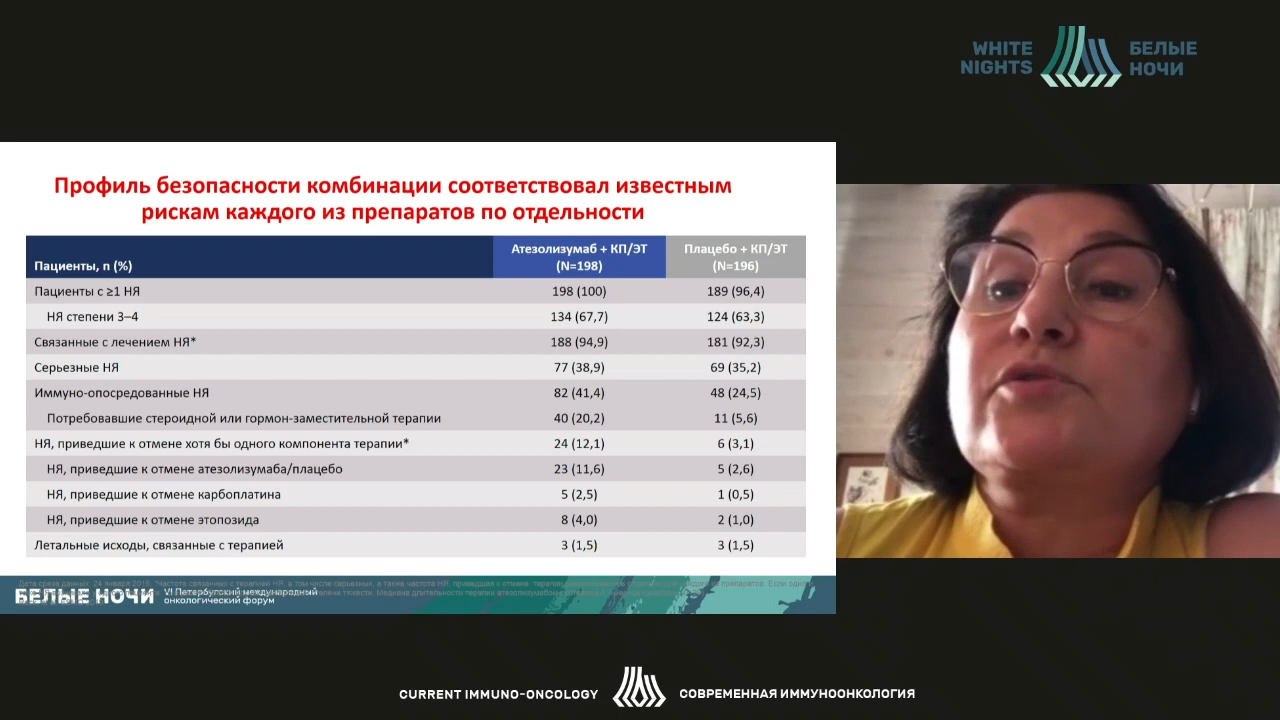 WHITE
NIGHTS
БЕЛЫЕ
НОЧИ
Профиль безопасности комбинации соответствовал известным
рискам каждого из препаратов по отдельности
Пациенты, n (%) Атезолизумаб + КП/ЭТ (N=198) Плацебо + КП/ЭТ (N=196)
Пациенты с ≥1 НЯ 198 (100) 189 (96,4)
НЯ степени 3–4 134 (67,7) 124 (63,3)
Связанные с лечением НЯ* 188 (94,9) 181 (92,3)
Серьезные НЯ 77 (38,9) 69 (35,2)
Иммуно-опосредованные НЯ 82 (41,4) 48 (24,5)
Потребовавшие стероидной или гормон-заместительной терапии 40 (20,2) 11 (5,6)
НЯ, приведшие к отмене хотя бы одного компонента терапии* 24 (12,1) 6 (3,1)
НЯ, приведшие к отмене атезолизумаба/плацебо 23 (11,6) 5 (2,6)
НЯ, приведшие к отмене карбоплатина 5 (2,5) 1 (0,5)
НЯ, приведшие к отмене этопозида 8 (4,0) 2 (1,0)
Летальные исходы, связанные с терапией 3 (1,5) 3 (1,5)
БЕЛЫЕ НОЧИ
VI Петербургский международный
онкологический форум
CURRENT IMMUNO-ONCOLOGY
СОВРЕМЕННАЯ ИММУНООНКОЛОГИЯ